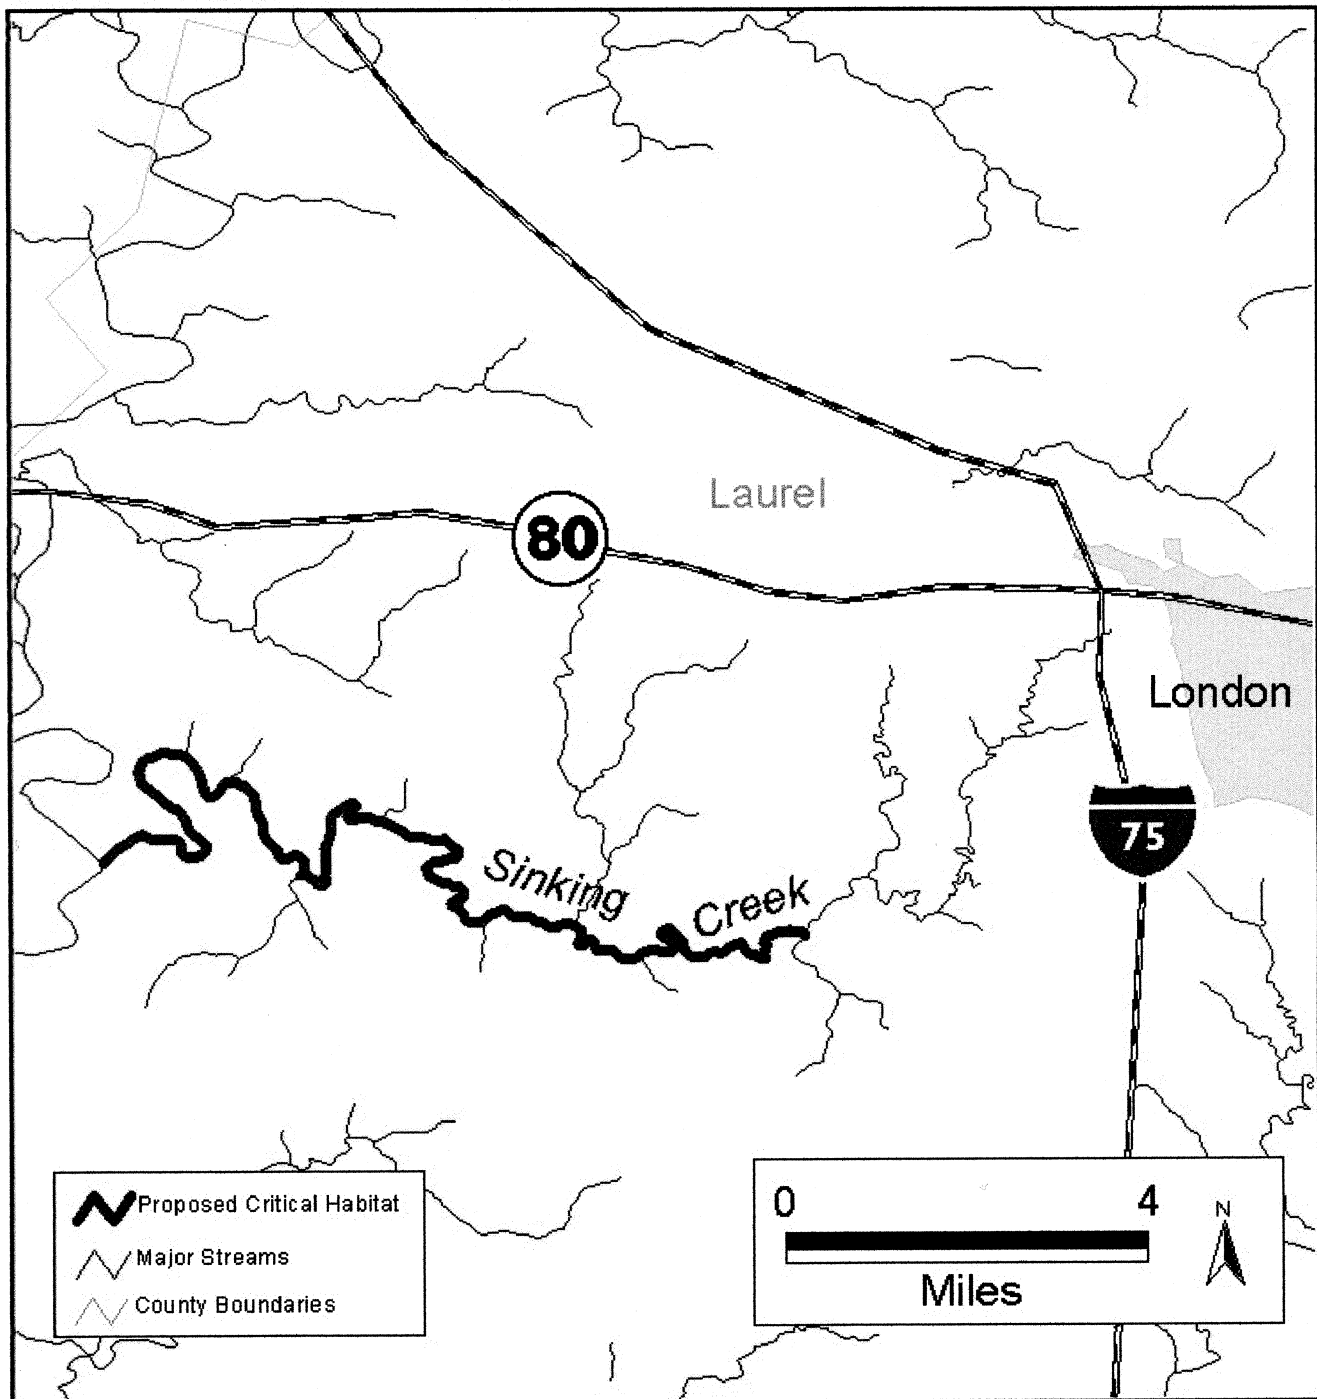 Laurel
80
London
75
Sinking Creek
Proposed Critical Habitat
Major Streams
County Boundaries
0 4
Miles
N